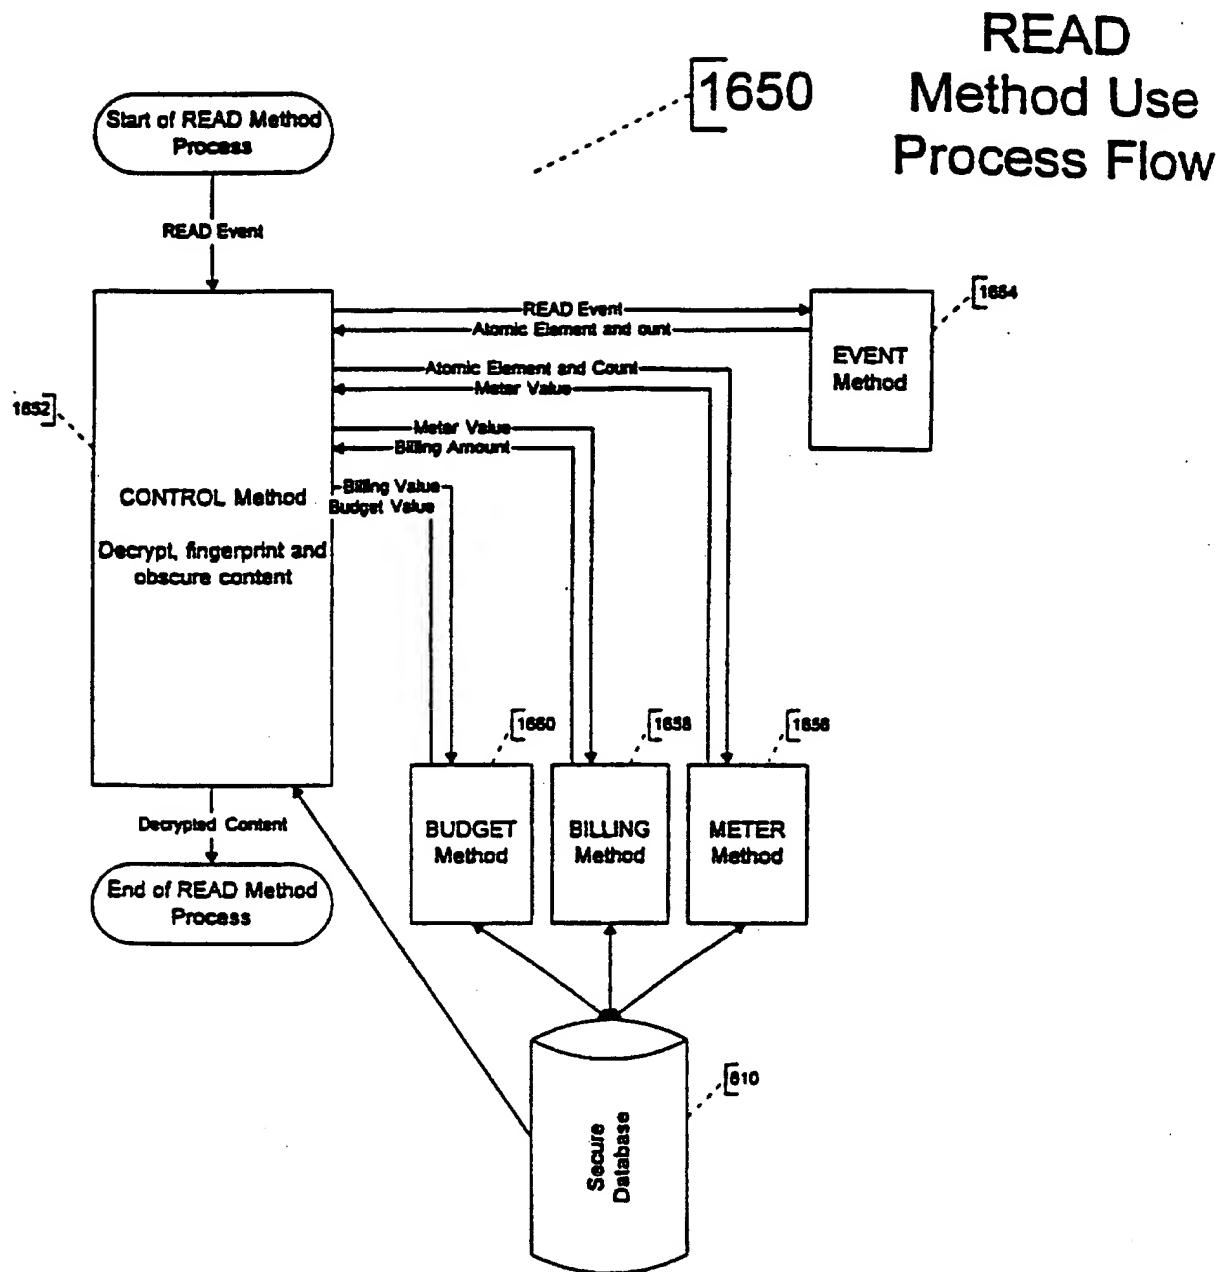 READ
Method Use
Process Flow
1650
Start of READ Method
Process
READ Event
READ Event
Atomic Element and ount
1654
EVENT
Method
Atomic Element and Count
Meter Value
1652
Meter Value
Billing Amount
Billing Value
Budget Value
CONTROL Method
Decrypt, fingerprint and
obscure content
1660
1658
1656
BUDGET
Method
BILLING
Method
METER
Method
Decrypted Content
End of READ Method
Process
610
Secure
Database